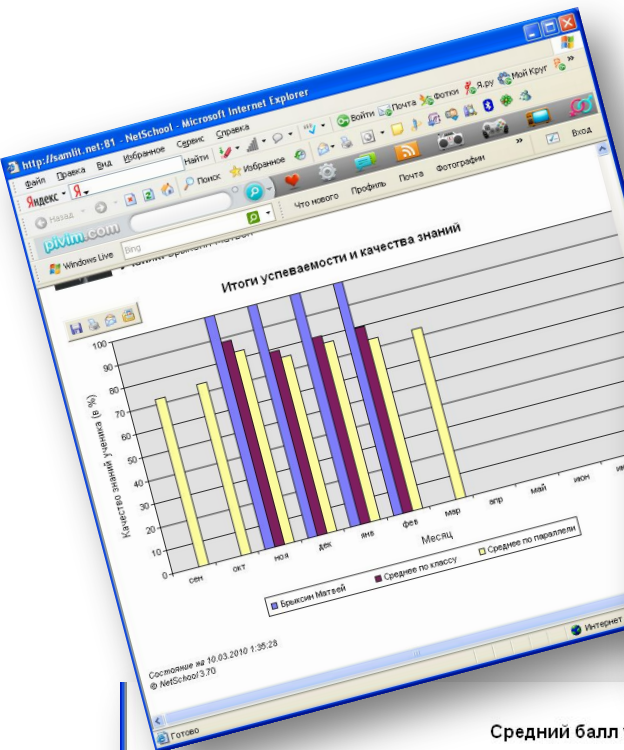 http://samlit.net:81 - NetSchool - Microsoft Internet Explorer
Файл Правка Вид Избранное Сервис Справка
Яндекс Я Найти Войти Почта Фотки Я.ру Мой Круг »
Назад Поиск Избранное
pivim.com
Windows Live Bing Что нового Профиль Почта Фотографии » Вход
Итоги успеваемости и качества знаний
Качество знаний ученика (в %)
100
90
80
70
60
50
40
30
20
10
0
сен окт ноя дек янв фев мар апр май июн
Месяц
Брыксин Матвей Среднее по классу Среднее по параллели
Состояние на 10.03.2010 1:35:28
© NetSchool 3.70
Готово Интернет
Средний балл